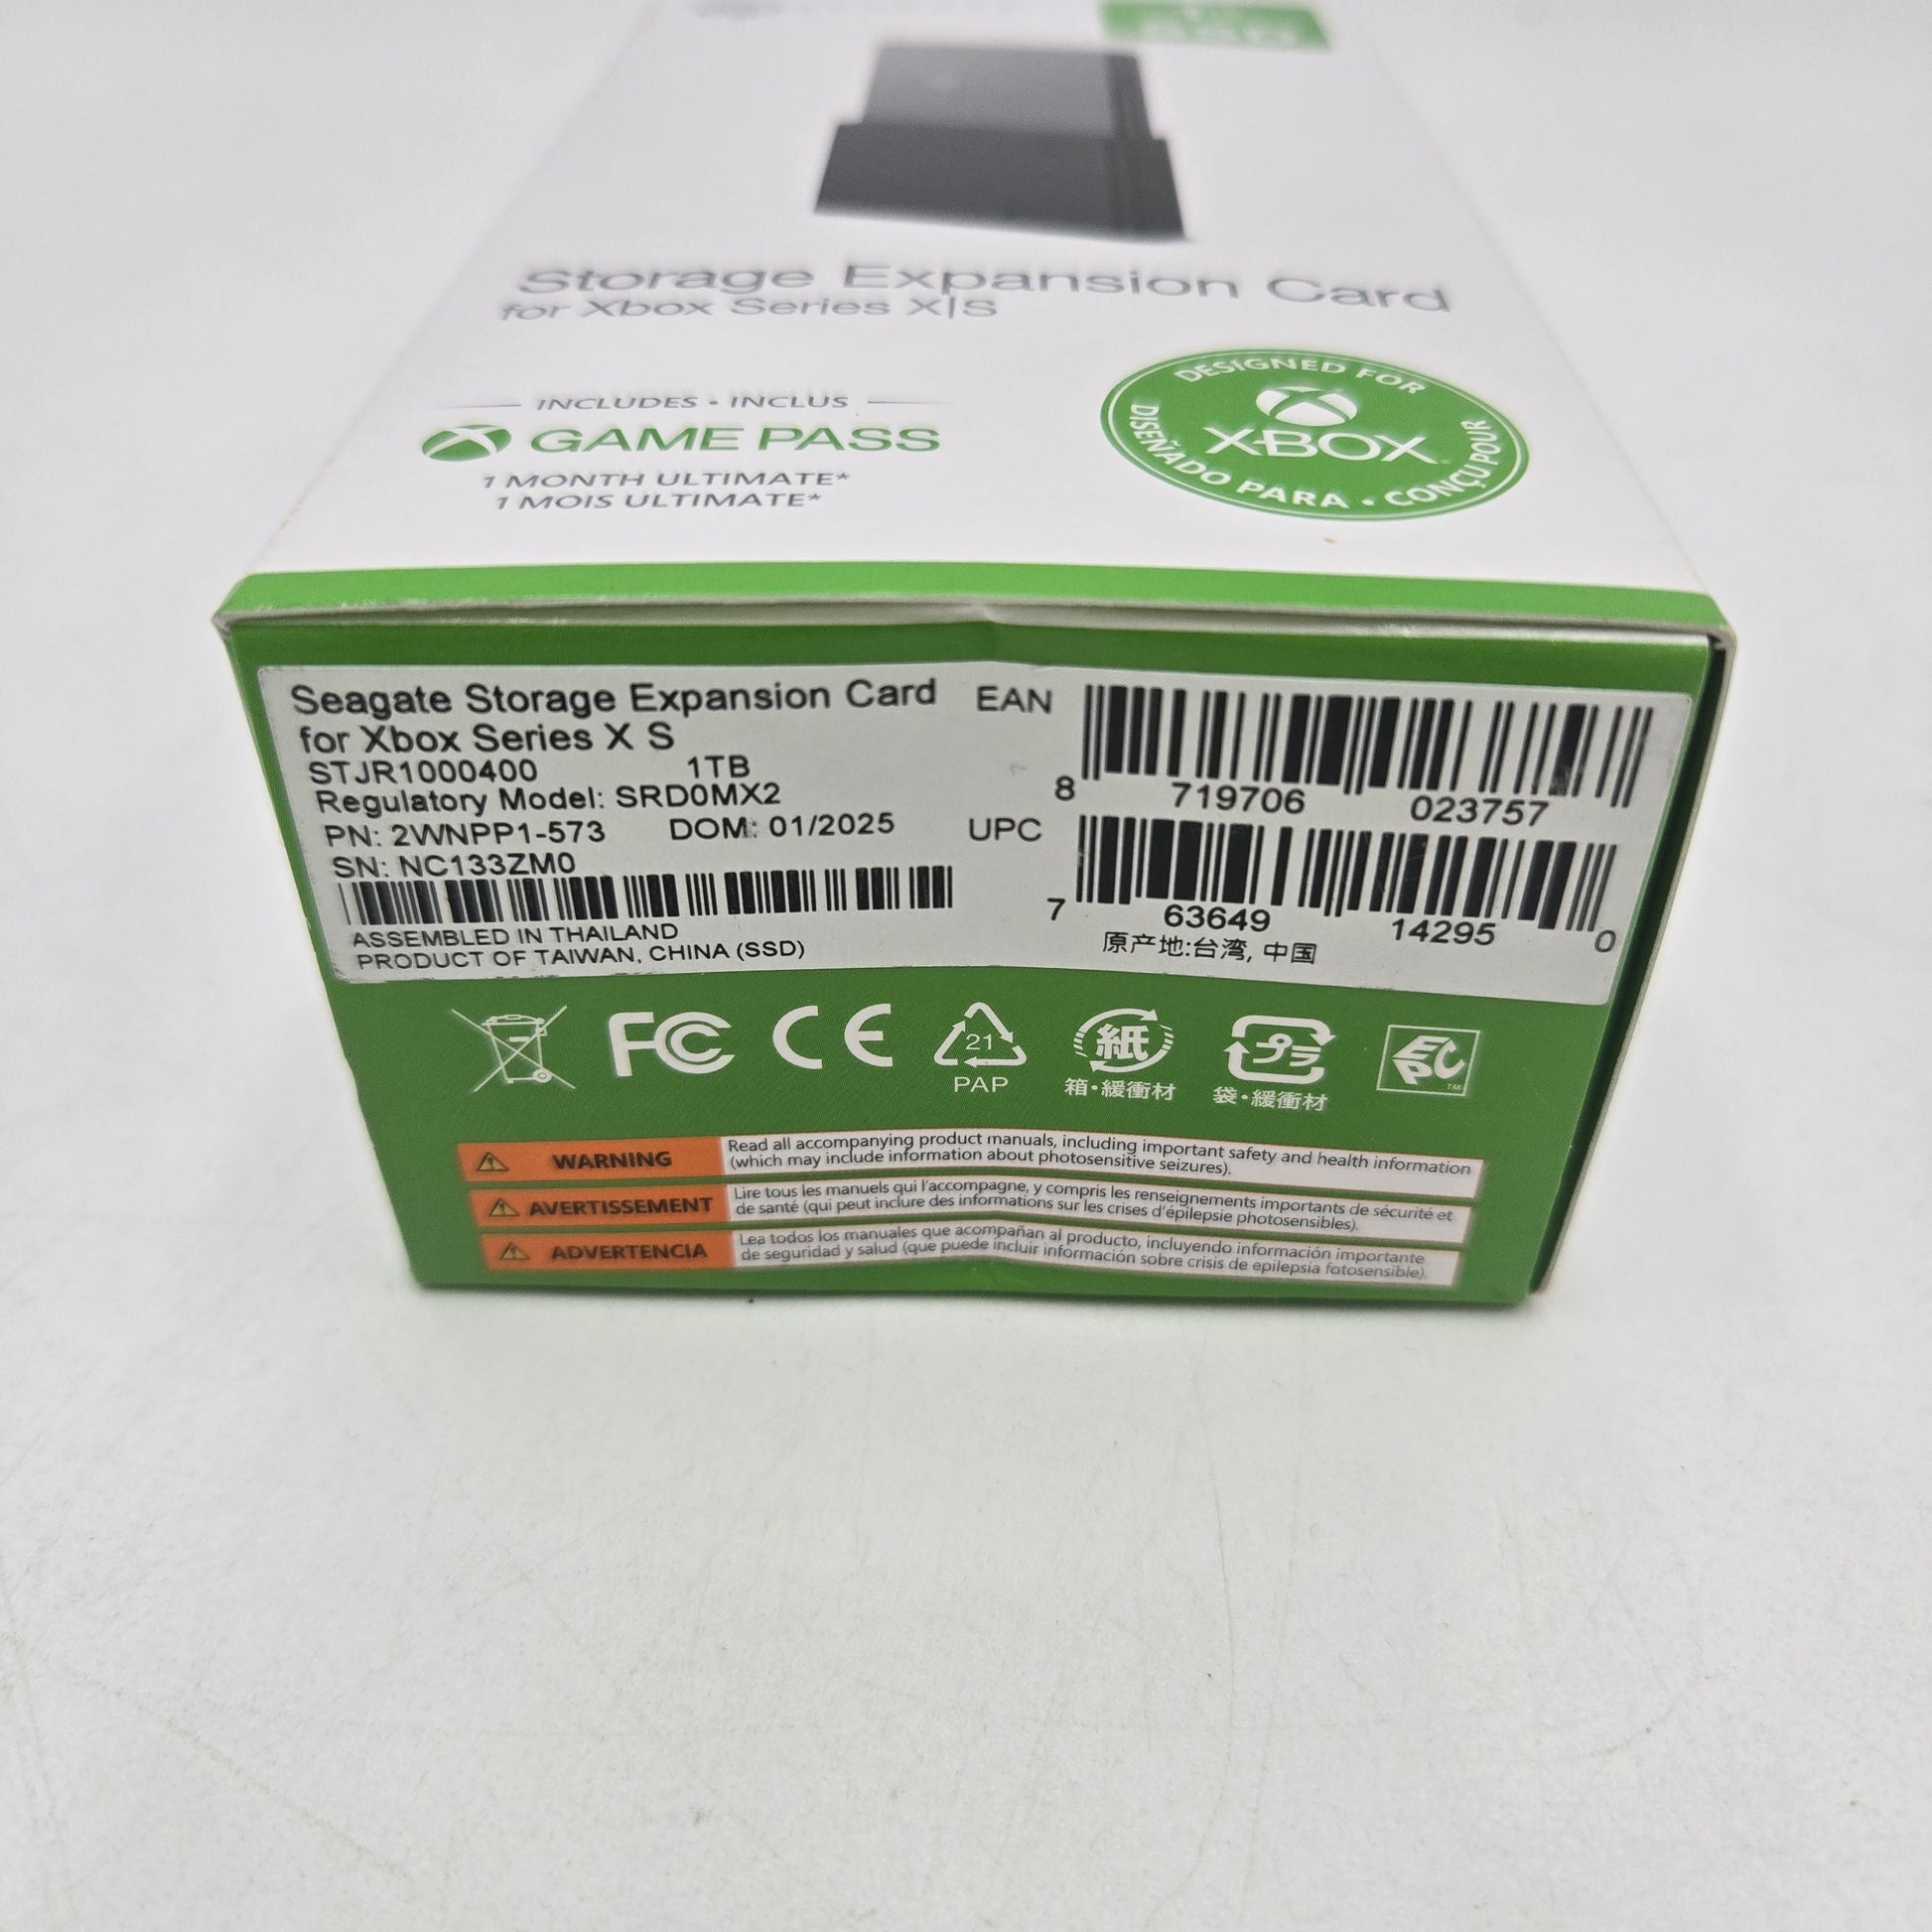 Storage Expansion Card
for Xbox Series X|S
INCLUDES • INCLUS
GAME PASS
1 MONTH ULTIMATE*
1 MOIS ULTIMATE*
DESIGNED FOR
XBOX
DISEÑADO PARA • CONÇU POUR
Seagate Storage Expansion Card
for Xbox Series X S
STJR1000400 1TB
Regulatory Model: SRD0MX2
PN: 2WNPP1-573 DOM: 01/2025
SN: NC133ZM0
ASSEMBLED IN THAILAND
PRODUCT OF TAIWAN, CHINA (SSD)
EAN
8 719706 023757
UPC
7 63649 14295 0
原产地:台湾, 中国
FC CE
21
PAP
紙
箱・緩衝材
プラ
袋・緩衝材
EPC TM
WARNING
Read all accompanying product manuals, including important safety and health information
(which may include information about photosensitive seizures).
AVERTISSEMENT
Lire tous les manuels qui l'accompagne, y compris les renseignements importants de sécurité et
de santé (qui peut inclure des informations sur les crises d'épilepsie photosensibles).
ADVERTENCIA
Lea todos los manuales que acompañan al producto, incluyendo información importante
de seguridad y salud (que puede incluir información sobre crisis de epilepsia fotosensible).